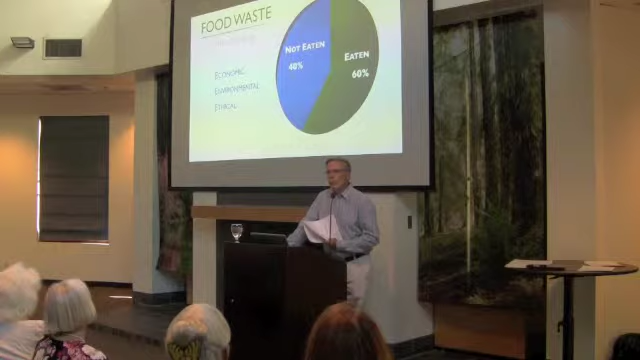 FOOD WASTE
NOT EATEN
40%
EATEN
60%
ECONOMIC
ENVIRONMENTAL
ETHICAL